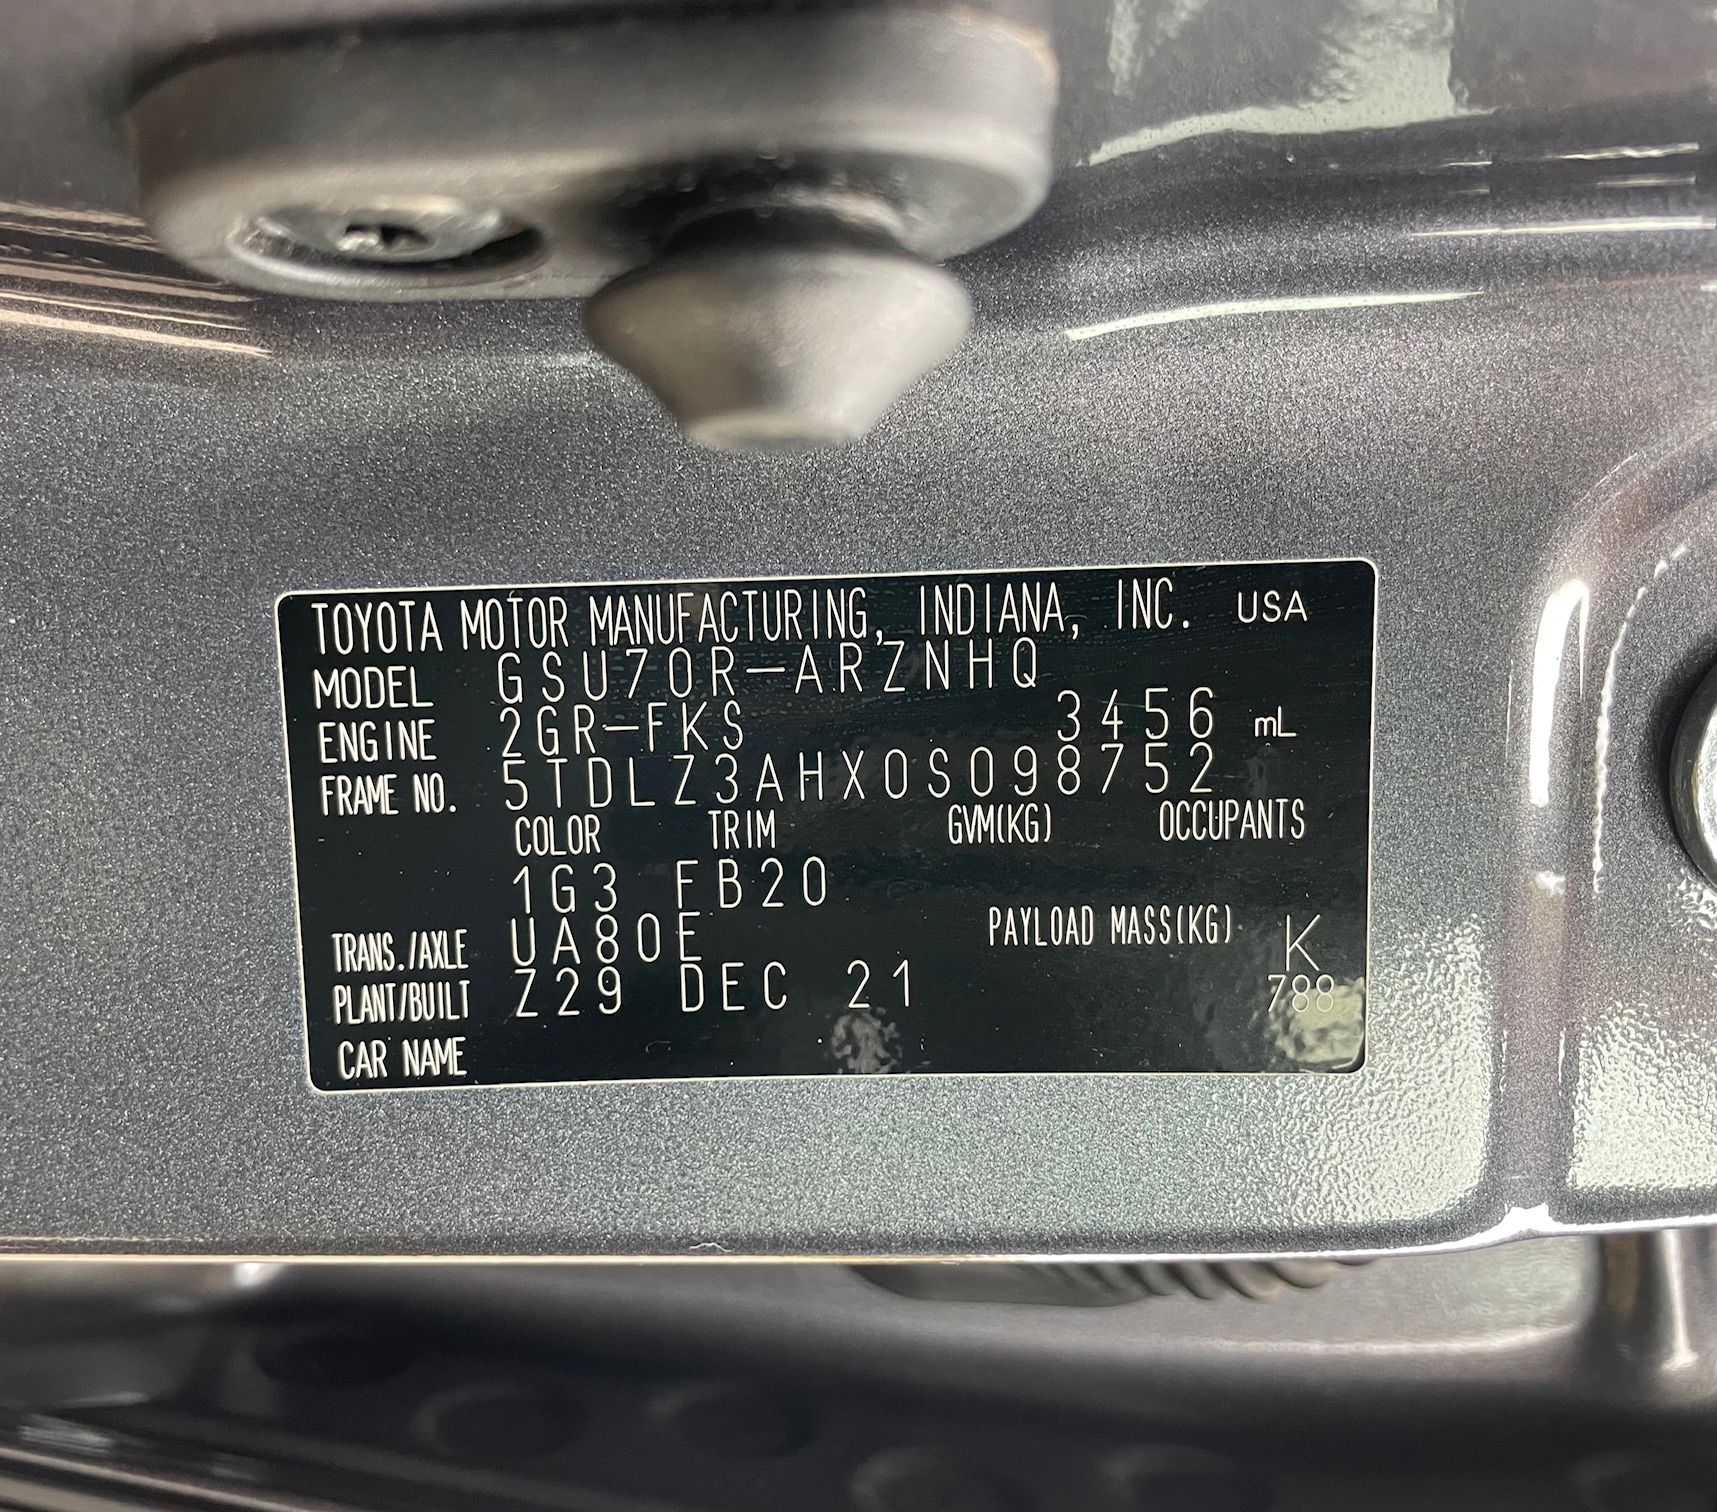 TOYOTA MOTOR MANUFACTURING, INDIANA, INC. USA
MODEL GSU70R-ARZNHQ
ENGINE 2GR-FKS 3456 mL
FRAME NO. 5TDLZ3AHX0S098752
COLOR TRIM GVM(KG) OCCUPANTS
1G3 FB20
TRANS./AXLE UA80E PAYLOAD MASS(KG) K
PLANT/BUILT Z29 DEC 21 788
CAR NAME